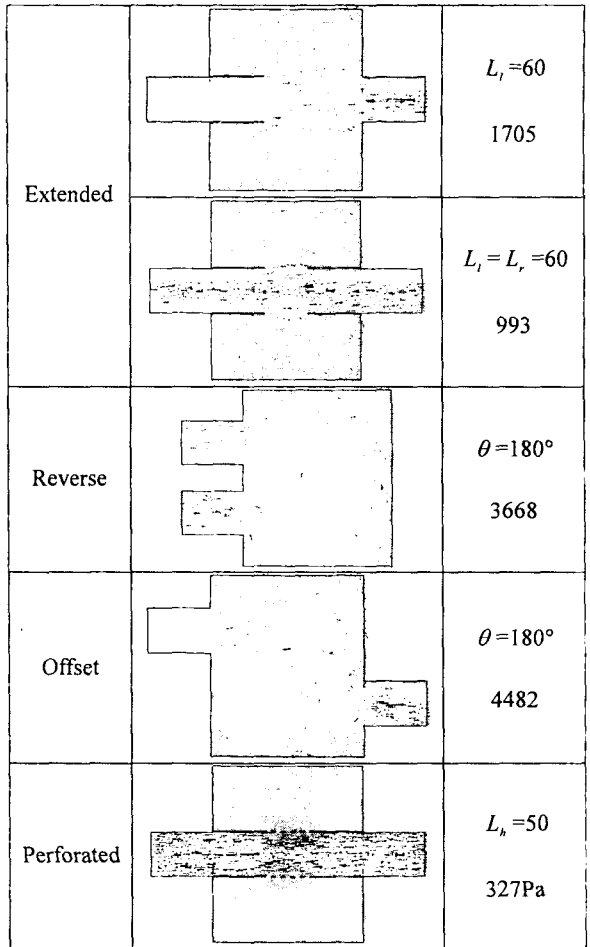 Extended
L_l =60
1705
L_l = L_r =60
993
Reverse
θ =180°
3668
Offset
θ =180°
4482
Perforated
L_h =50
327Pa